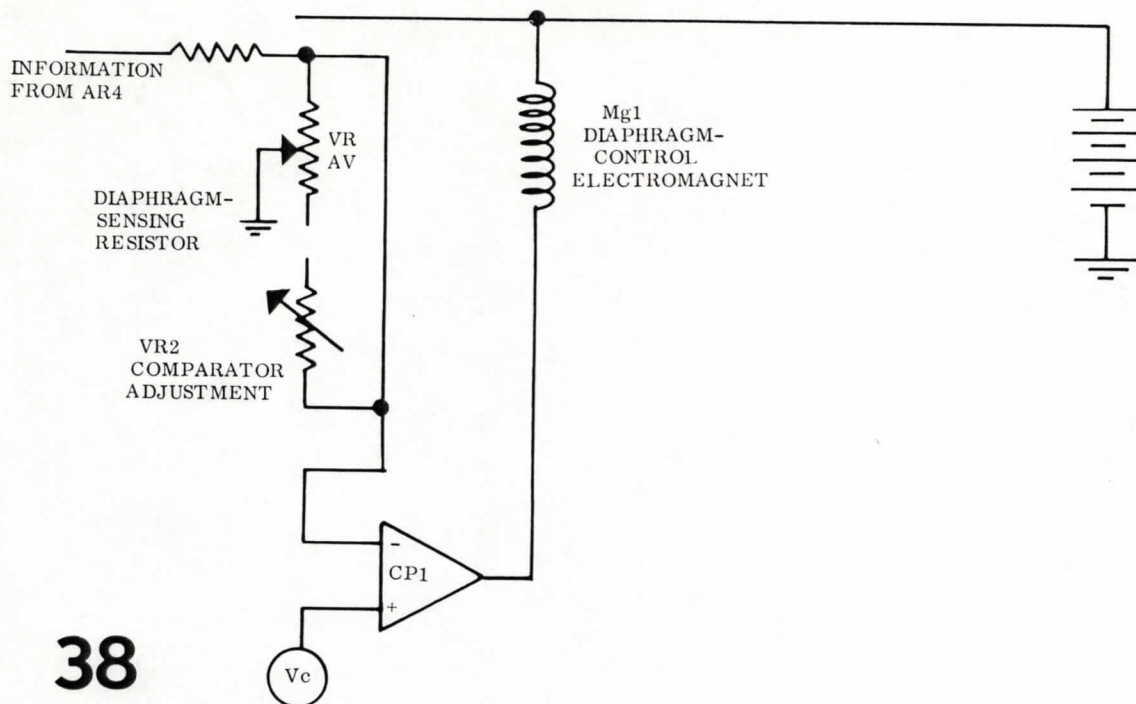 INFORMATION
FROM AR4
VR
AV
DIAPHRAGM-
SENSING
RESISTOR
VR2
COMPARATOR
ADJUSTMENT
Mg1
DIAPHRAGM-
CONTROL
ELECTROMAGNET
-
CP1
+
Vc
38